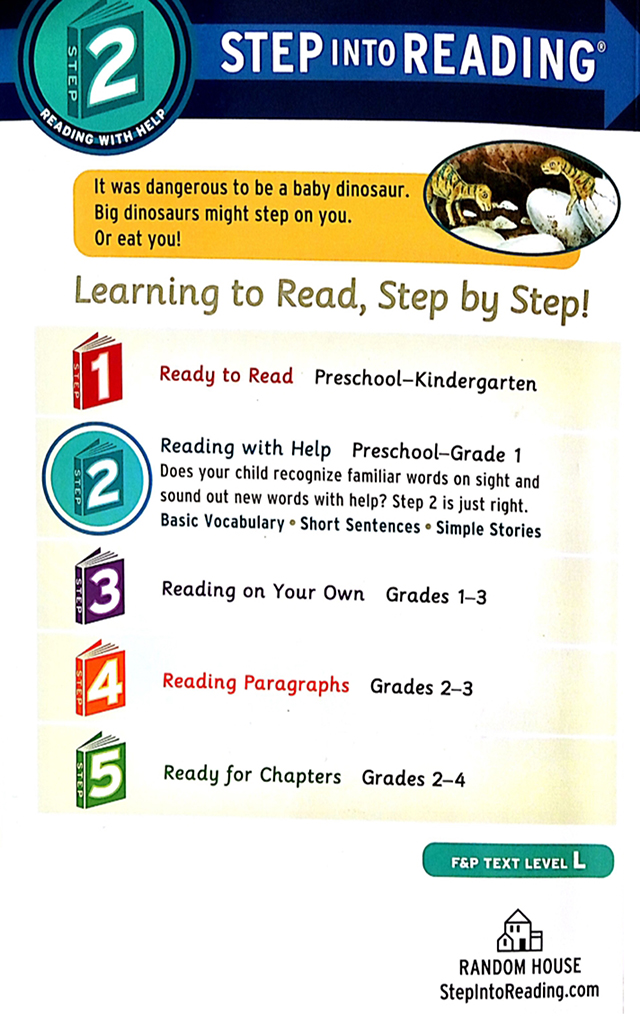 STEP 2
READING WITH HELP
STEP INTO READING®
It was dangerous to be a baby dinosaur.
Big dinosaurs might step on you.
Or eat you!
Learning to Read, Step by Step!
STEP 1 Ready to Read Preschool–Kindergarten
STEP 2 Reading with Help Preschool–Grade 1
Does your child recognize familiar words on sight and
sound out new words with help? Step 2 is just right.
Basic Vocabulary • Short Sentences • Simple Stories
STEP 3 Reading on Your Own Grades 1–3
STEP 4 Reading Paragraphs Grades 2–3
STEP 5 Ready for Chapters Grades 2–4
F&P TEXT LEVEL L
RANDOM HOUSE
StepIntoReading.com